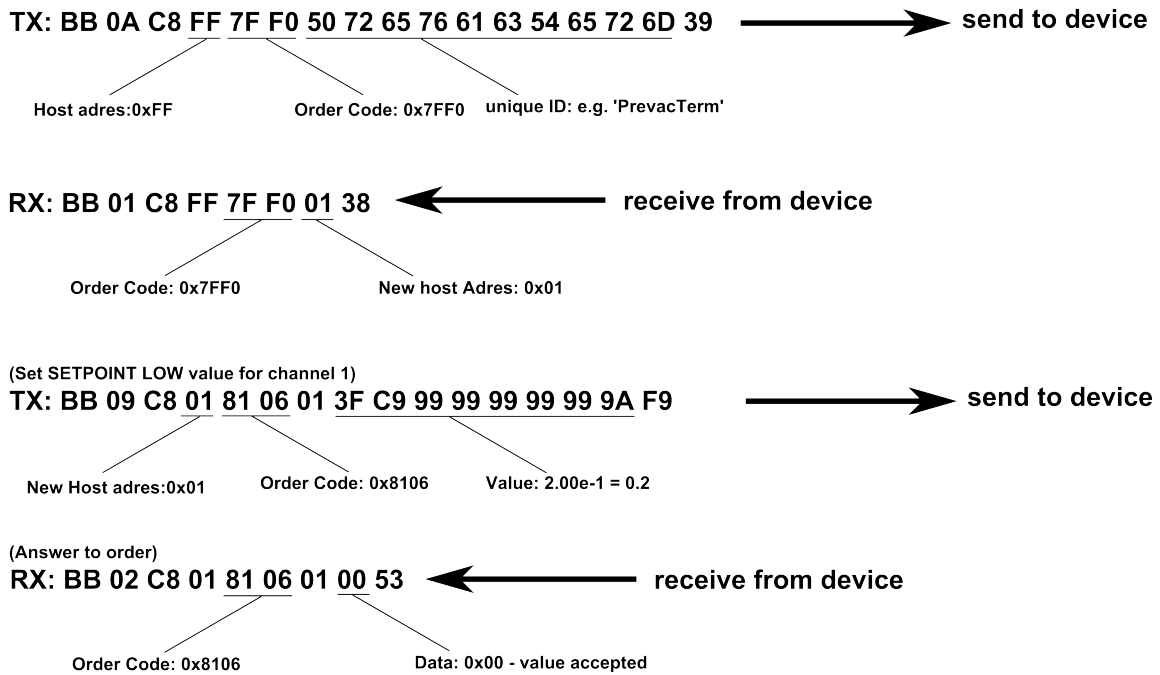 TX: BB 0A C8 FF 7F F0 50 72 65 76 61 63 54 65 72 6D 39 send to device
Host adres:0xFF Order Code: 0x7FF0 unique ID: e.g. 'PrevacTerm'
RX: BB 01 C8 FF 7F F0 01 38 receive from device
Order Code: 0x7FF0 New host Adres: 0x01
(Set SETPOINT LOW value for channel 1)
TX: BB 09 C8 01 81 06 01 3F C9 99 99 99 99 99 9A F9 send to device
New Host adres:0x01 Order Code: 0x8106 Value: 2.00e-1 = 0.2
(Answer to order)
RX: BB 02 C8 01 81 06 01 00 53 receive from device
Order Code: 0x8106 Data: 0x00 - value accepted